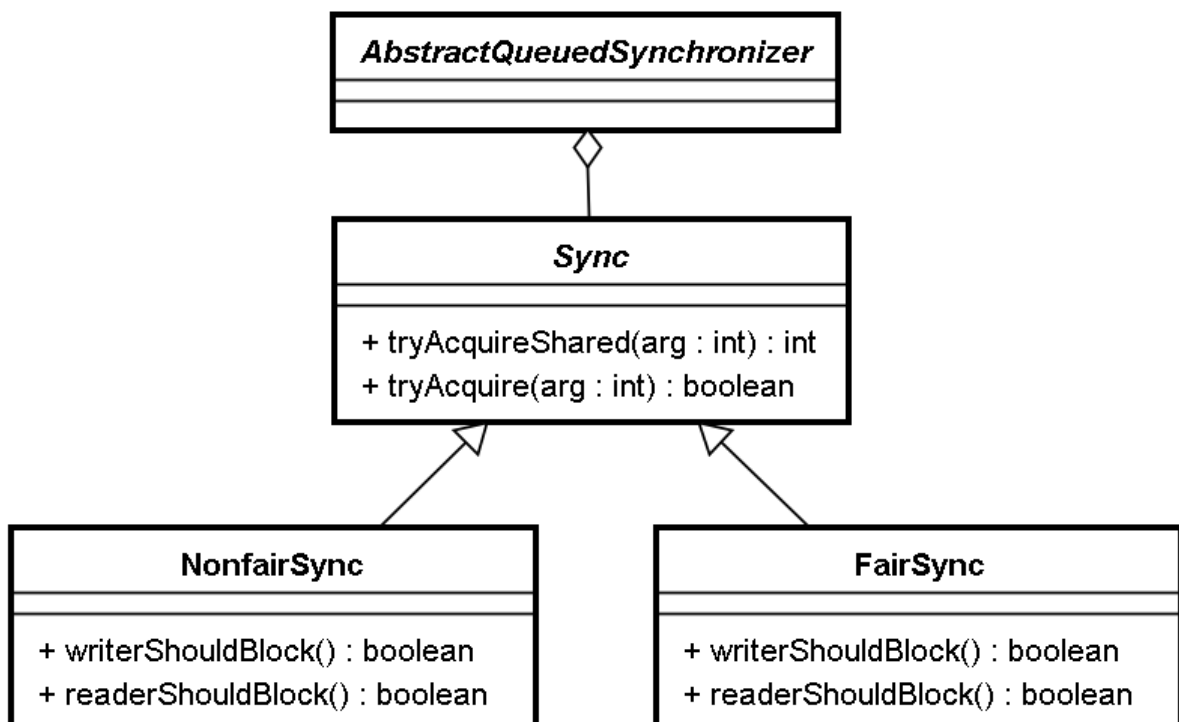 AbstractQueuedSynchronizer
Sync
+ tryAcquireShared(arg : int) : int
+ tryAcquire(arg : int) : boolean
NonfairSync
+ writerShouldBlock() : boolean
+ readerShouldBlock() : boolean
FairSync
+ writerShouldBlock() : boolean
+ readerShouldBlock() : boolean